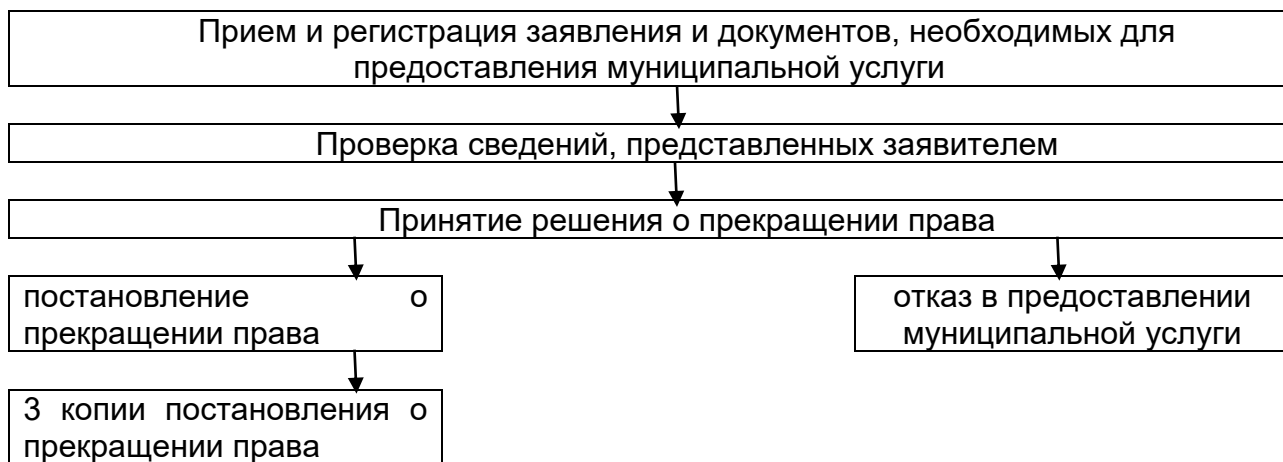 Прием и регистрация заявления и документов, необходимых для
предоставления муниципальной услуги
Проверка сведений, представленных заявителем
Принятие решения о прекращении права
постановление о
прекращении права
отказ в предоставлении
муниципальной услуги
3 копии постановления о
прекращении права